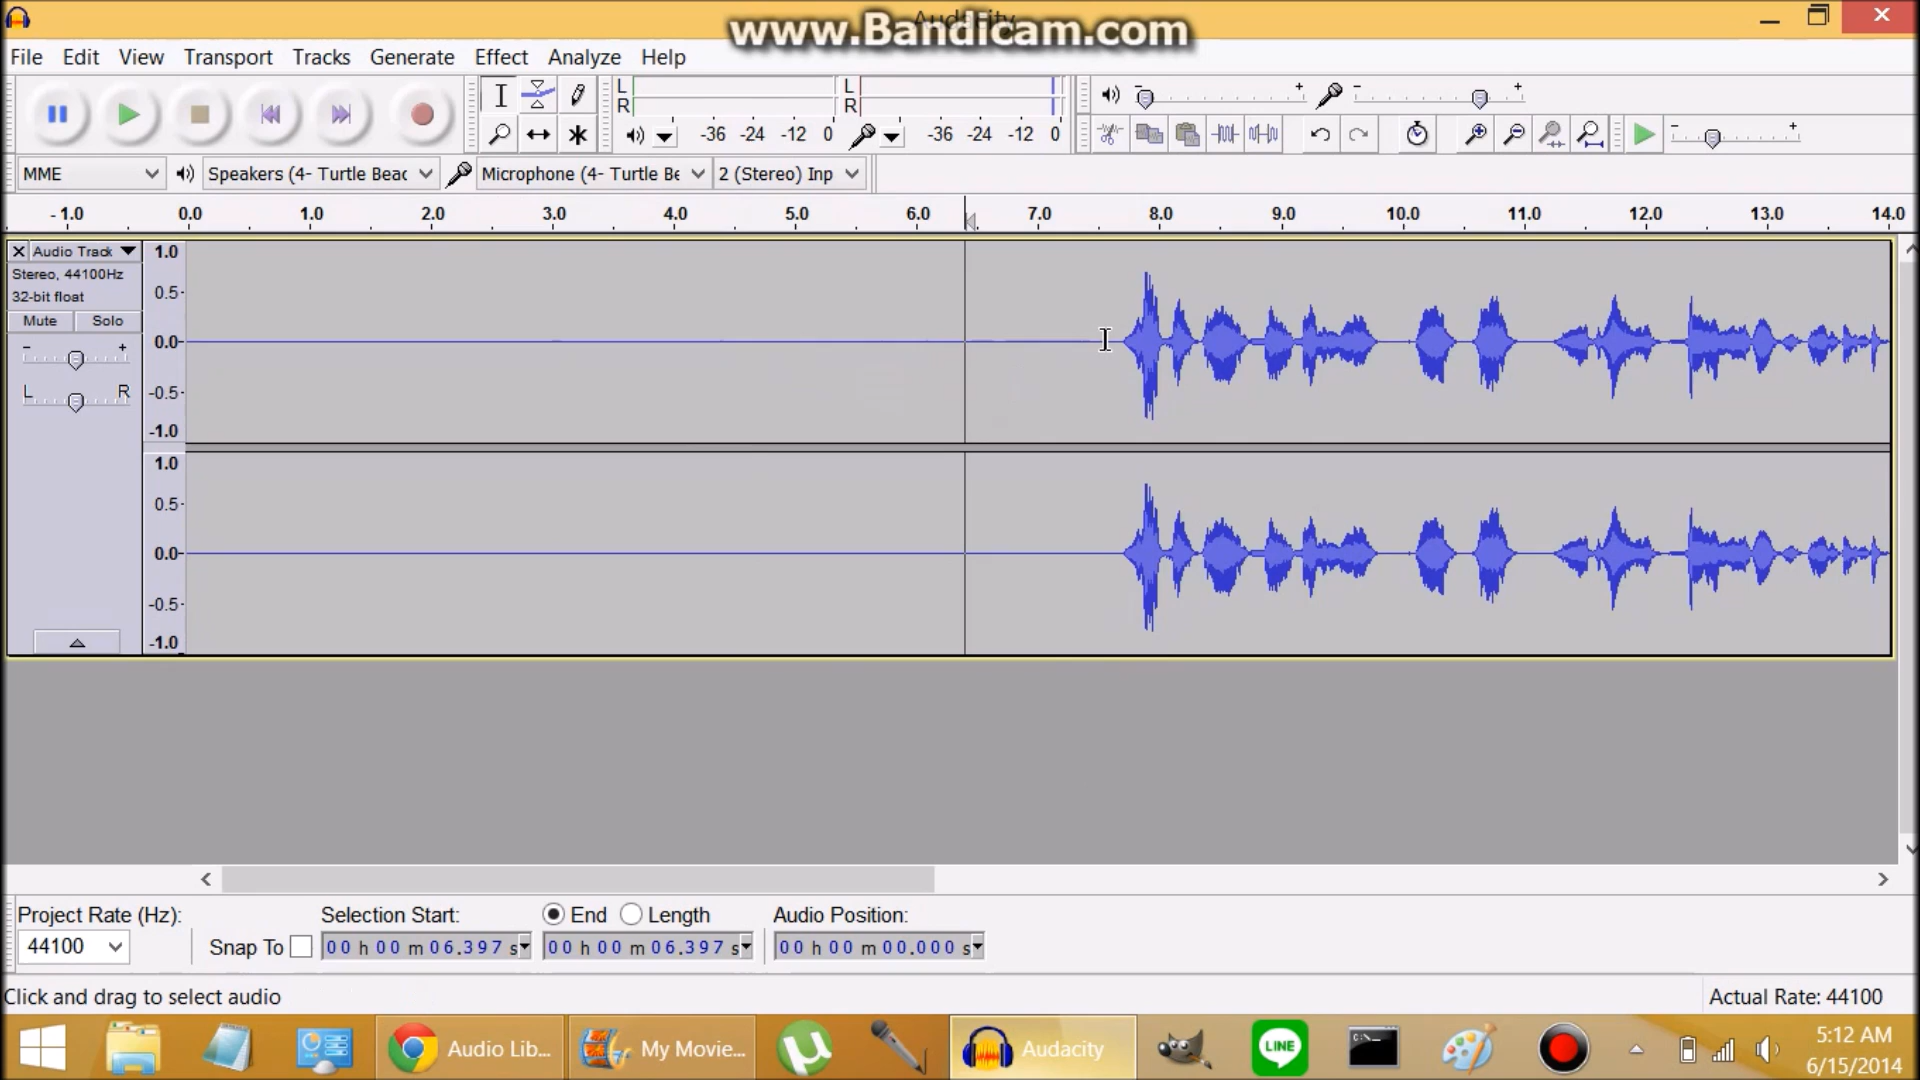 Audacity
www.Bandicam.com
File Edit View Transport Tracks Generate Effect Analyze Help
L
R
-36 -24 -12 0
L
R
-36 -24 -12 0
MME Speakers (4- Turtle Beac Microphone (4- Turtle Be 2 (Stereo) Inp
- 1.0 0.0 1.0 2.0 3.0 4.0 5.0 6.0 7.0 8.0 9.0 10.0 11.0 12.0 13.0 14.0
X Audio Track
Stereo, 44100Hz
32-bit float
Mute Solo
- +
L R
1.0
0.5-
0.0-
-0.5-
-1.0
1.0
0.5-
0.0-
-0.5-
-1.0
Project Rate (Hz): Selection Start: End Length Audio Position:
44100 Snap To 00 h 00 m 06.397 s 00 h 00 m 06.397 s 00 h 00 m 00.000 s
Click and drag to select audio Actual Rate: 44100
Audio Lib... My Movie... Audacity LINE C:\_ 5:12 AM
6/15/2014